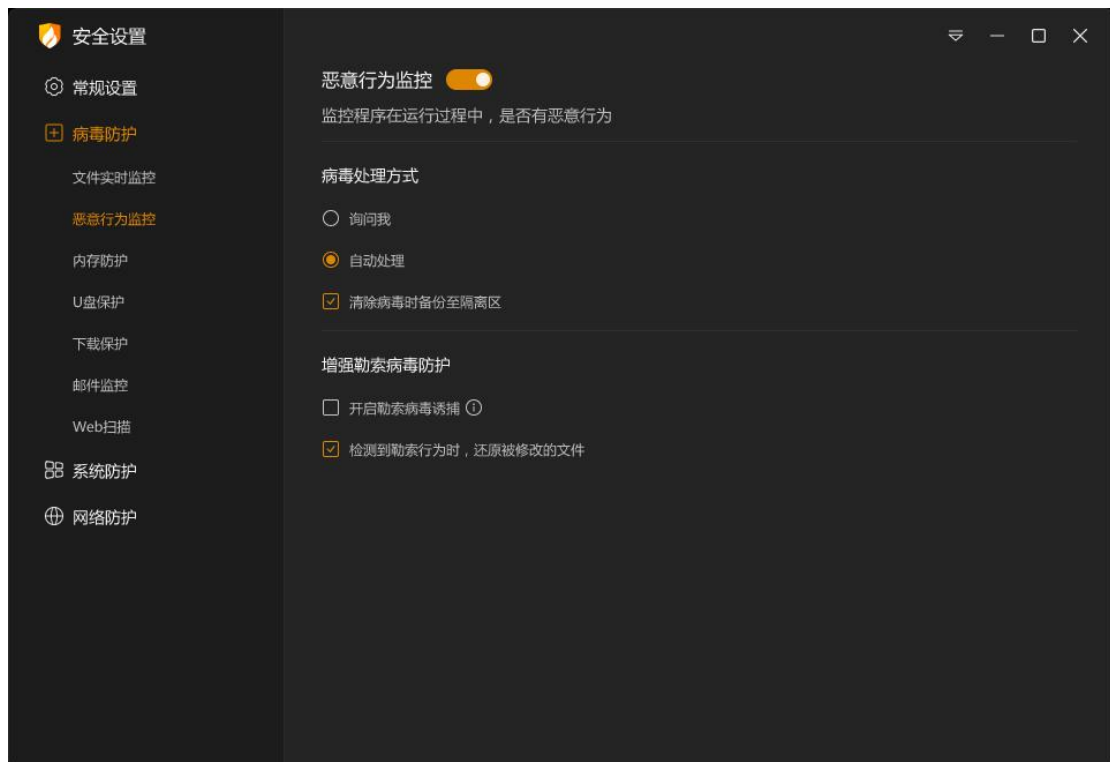 安全设置
常规设置
病毒防护
文件实时监控
恶意行为监控
内存防护
U盘保护
下载保护
邮件监控
Web扫描
系统防护
网络防护
恶意行为监控
监控程序在运行过程中，是否有恶意行为
病毒处理方式
询问我
自动处理
清除病毒时备份至隔离区
增强勒索病毒防护
开启勒索病毒诱捕
检测到勒索行为时，还原被修改的文件